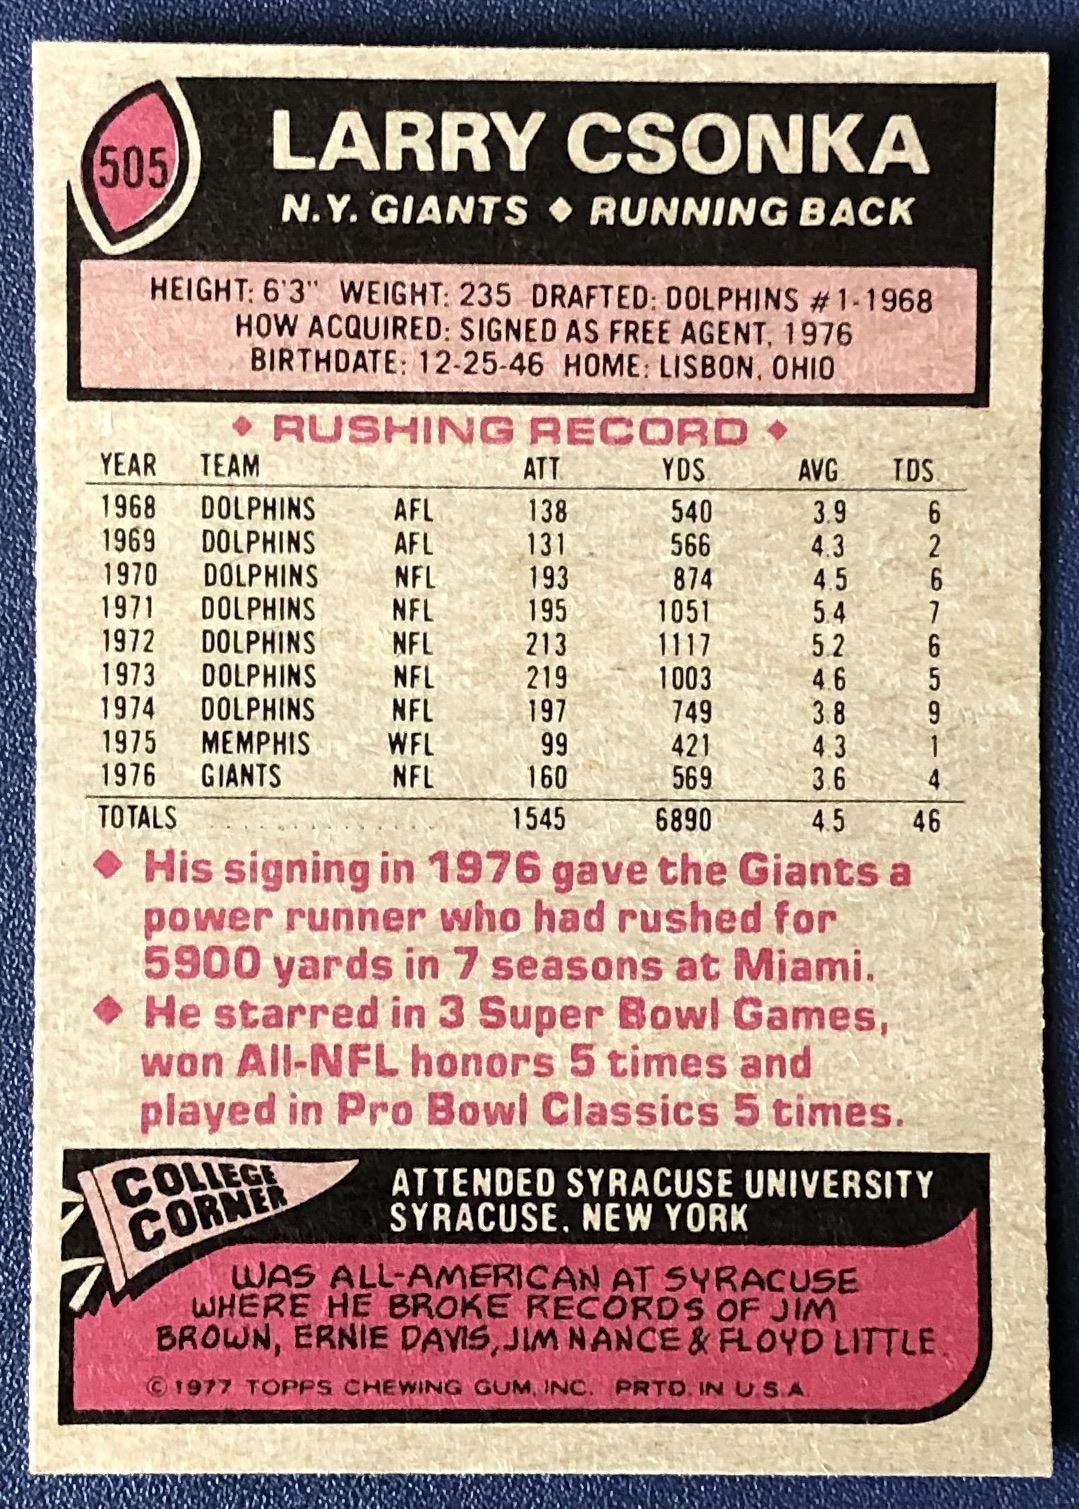 505
LARRY CSONKA
N.Y. GIANTS ♦ RUNNING BACK
HEIGHT: 6'3" WEIGHT: 235 DRAFTED: DOLPHINS #1-1968
HOW ACQUIRED: SIGNED AS FREE AGENT, 1976
BIRTHDATE: 12-25-46 HOME: LISBON, OHIO
♦ RUSHING RECORD ♦
YEAR TEAM ATT YDS AVG TDS
1968 DOLPHINS AFL 138 540 3.9 6
1969 DOLPHINS AFL 131 566 4.3 2
1970 DOLPHINS NFL 193 874 4.5 6
1971 DOLPHINS NFL 195 1051 5.4 7
1972 DOLPHINS NFL 213 1117 5.2 6
1973 DOLPHINS NFL 219 1003 4.6 5
1974 DOLPHINS NFL 197 749 3.8 9
1975 MEMPHIS WFL 99 421 4.3 1
1976 GIANTS NFL 160 569 3.6 4
TOTALS . . . . . . . . . . . . . 1545 6890 4.5 46
♦ His signing in 1976 gave the Giants a
power runner who had rushed for
5900 yards in 7 seasons at Miami.
♦ He starred in 3 Super Bowl Games,
won All-NFL honors 5 times and
played in Pro Bowl Classics 5 times.
COLLEGE
CORNER
ATTENDED SYRACUSE UNIVERSITY
SYRACUSE, NEW YORK
WAS ALL-AMERICAN AT SYRACUSE
WHERE HE BROKE RECORDS OF JIM
BROWN, ERNIE DAVIS, JIM NANCE & FLOYD LITTLE.
© 1977 TOPPS CHEWING GUM, INC. PRTD. IN U.S.A.